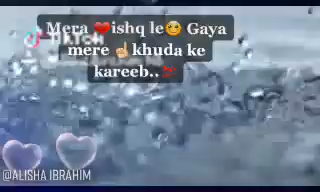 Mera ❤️ishq le🥺 Gaya
mere ☝🏼khuda ke
kareeb..💯
@ALISHA IBRAHIM